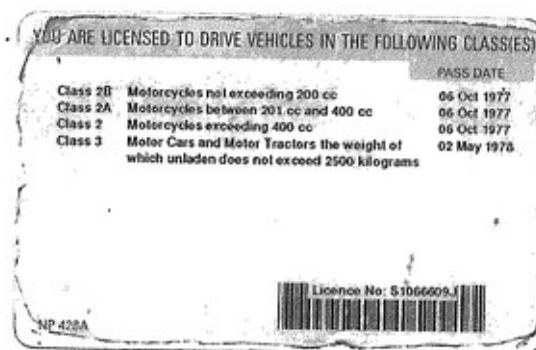 YOU ARE LICENSED TO DRIVE VEHICLES IN THE FOLLOWING CLASS(ES)
PASS DATE
Class 2B Motorcycles not exceeding 200 cc 06 Oct 1977
Class 2A Motorcycles between 201 cc and 400 cc 06 Oct 1977
Class 2 Motorcycles exceeding 400 cc 06 Oct 1977
Class 3 Motor Cars and Motor Tractors the weight of 02 May 1978
which unladen does not exceed 2500 kilograms
Licence No: S1066609J
NP 428A